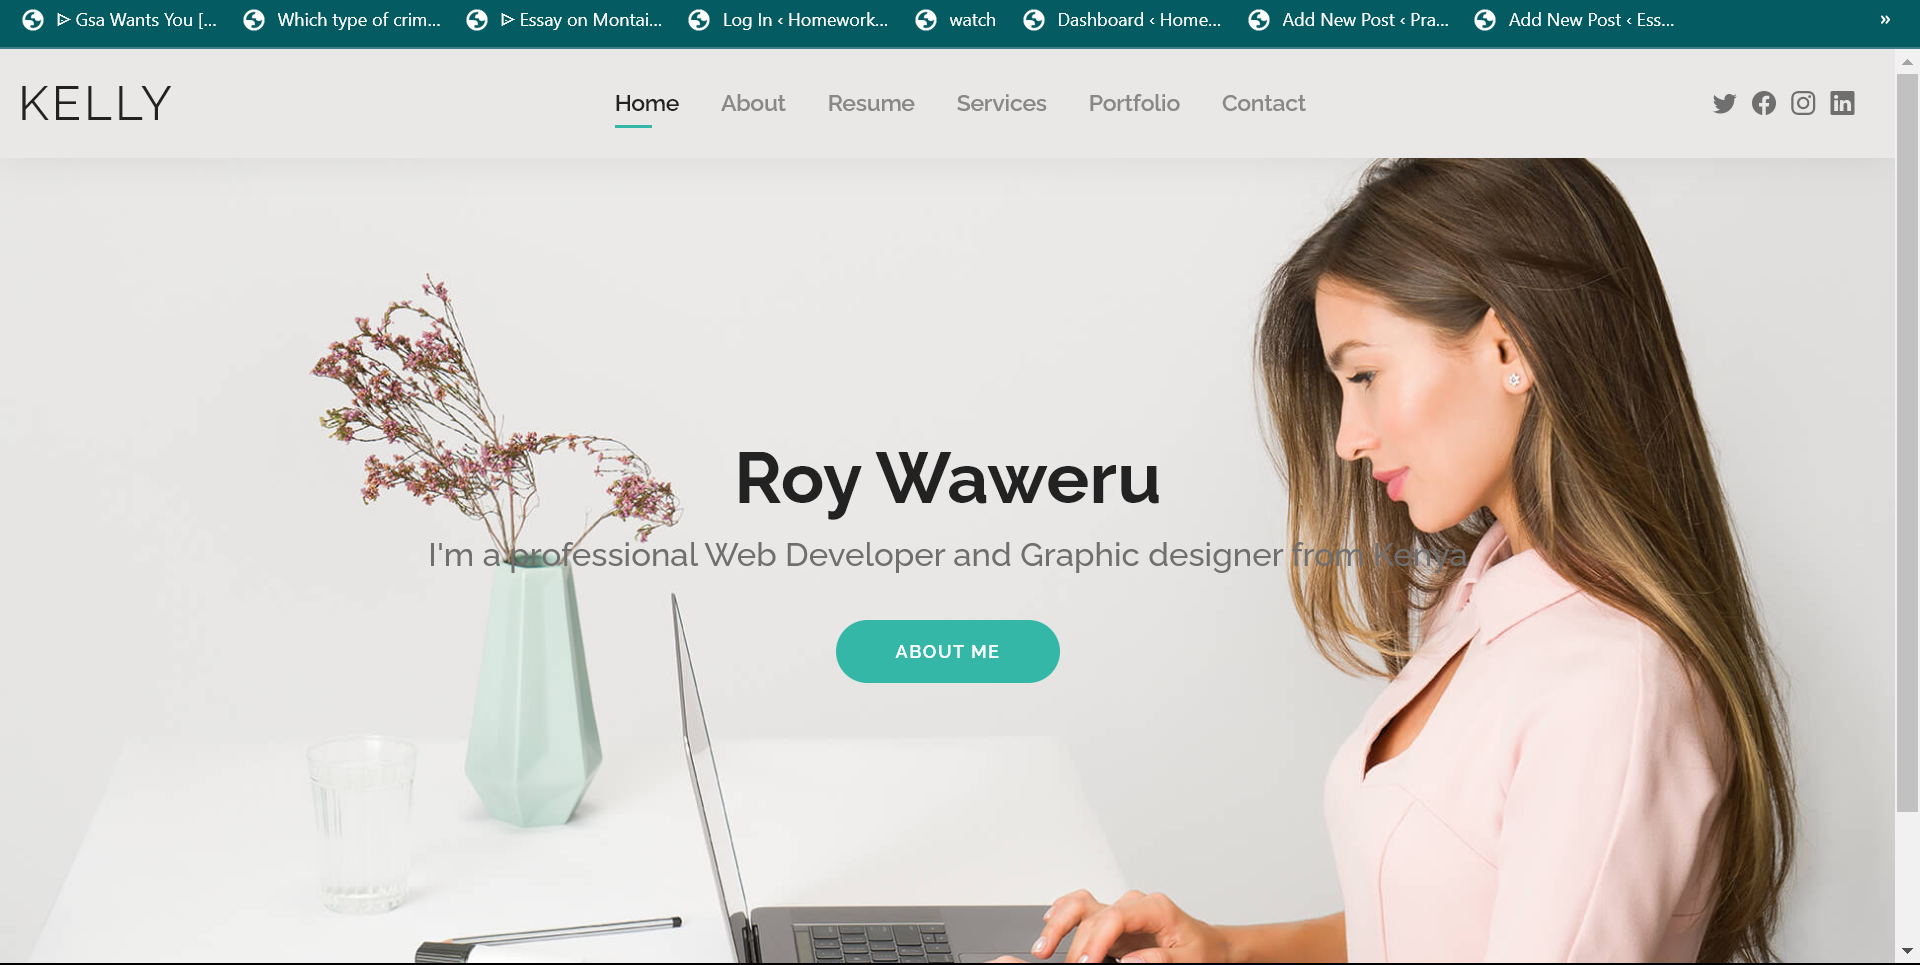 ᐅ Gsa Wants You [...
Which type of crim...
ᐅ Essay on Montai...
Log In ‹ Homework...
watch
Dashboard ‹ Home...
Add New Post ‹ Pra...
Add New Post ‹ Ess...
»
KELLY
Home
About
Resume
Services
Portfolio
Contact
Roy Waweru
I'm a professional Web Developer and Graphic designer from Kenya
ABOUT ME